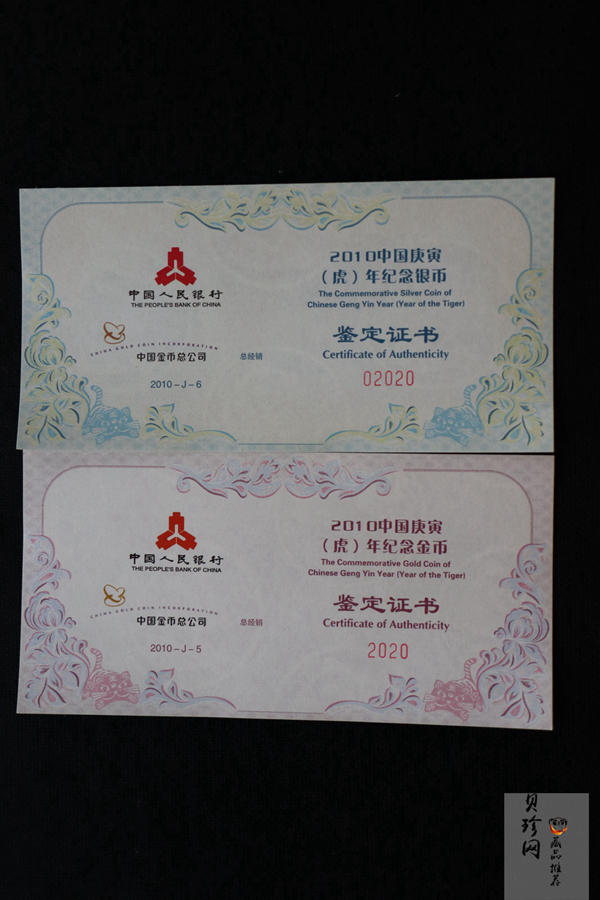 2010中国庚寅
（虎）年纪念银币
The Commemorative Silver Coin of
Chinese Geng Yin Year (Year of the Tiger)
中国人民银行
THE PEOPLE'S BANK OF CHINA
CHINA GOLD COIN INCORPORATION
中国金币总公司 总经销
2010-J-6
鉴定证书
Certificate of Authenticity
02020
2010中国庚寅
（虎）年纪念金币
The Commemorative Gold Coin of
Chinese Geng Yin Year (Year of the Tiger)
中国人民银行
THE PEOPLE'S BANK OF CHINA
CHINA GOLD COIN INCORPORATION
中国金币总公司 总经销
2010-J-5
鉴定证书
Certificate of Authenticity
2020
贝珍网
藏品推荐